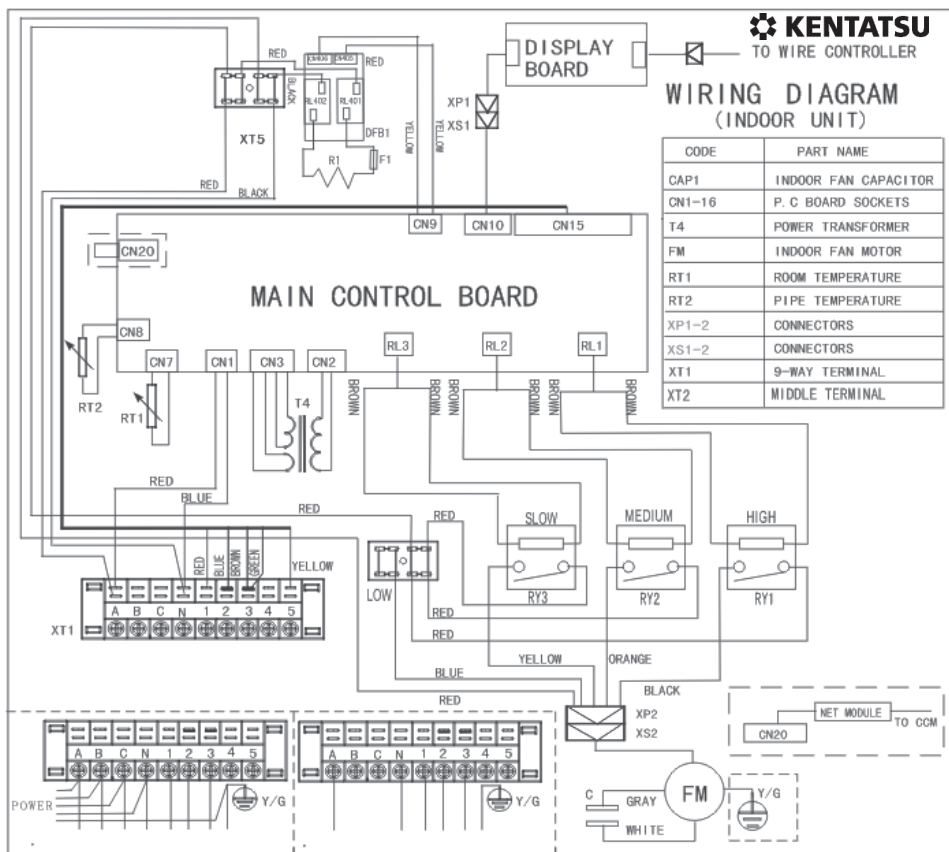 KENTATSU
DISPLAY BOARD
TO WIRE CONTROLLER
WIRING DIAGRAM
(INDOOR UNIT)
CODE PART NAME
CAP1 INDOOR FAN CAPACITOR
CN1-16 P.C BOARD SOCKETS
T4 POWER TRANSFORMER
FM INDOOR FAN MOTOR
RT1 ROOM TEMPERATURE
RT2 PIPE TEMPERATURE
XP1-2 CONNECTORS
XS1-2 CONNECTORS
XT1 9-WAY TERMINAL
XT2 MIDDLE TERMINAL
RED
CN406 CN405
RED
BLACK
RL402 RL401
XT5
DFB1
R1
F1
YELLOW
YELLOW
XP1
XS1
RED
BLACK
CN9 CN10 CN15
CN20
MAIN CONTROL BOARD
CN8
RL3 RL2 RL1
CN7 CN1 CN3 CN2
RT2
RT1
T4
BROWN BROWN BROWN BROWN BROWN BROWN
RED
BLUE
RED
RED
SLOW MEDIUM HIGH
RED
BLUE
BROWN
GREEN
YELLOW
LOW
RY3 RY2 RY1
A B C N 1 2 3 4 5
XT1
RED
RED
YELLOW
ORANGE
BLUE
BLACK
RED
XP2
XS2
NET MODULE
TO CCM
CN20
A B C N 1 2 3 4 5
A B C N 1 2 3 4 5
POWER
Y/G
Y/G
C
GRAY
WHITE
FM
Y/G